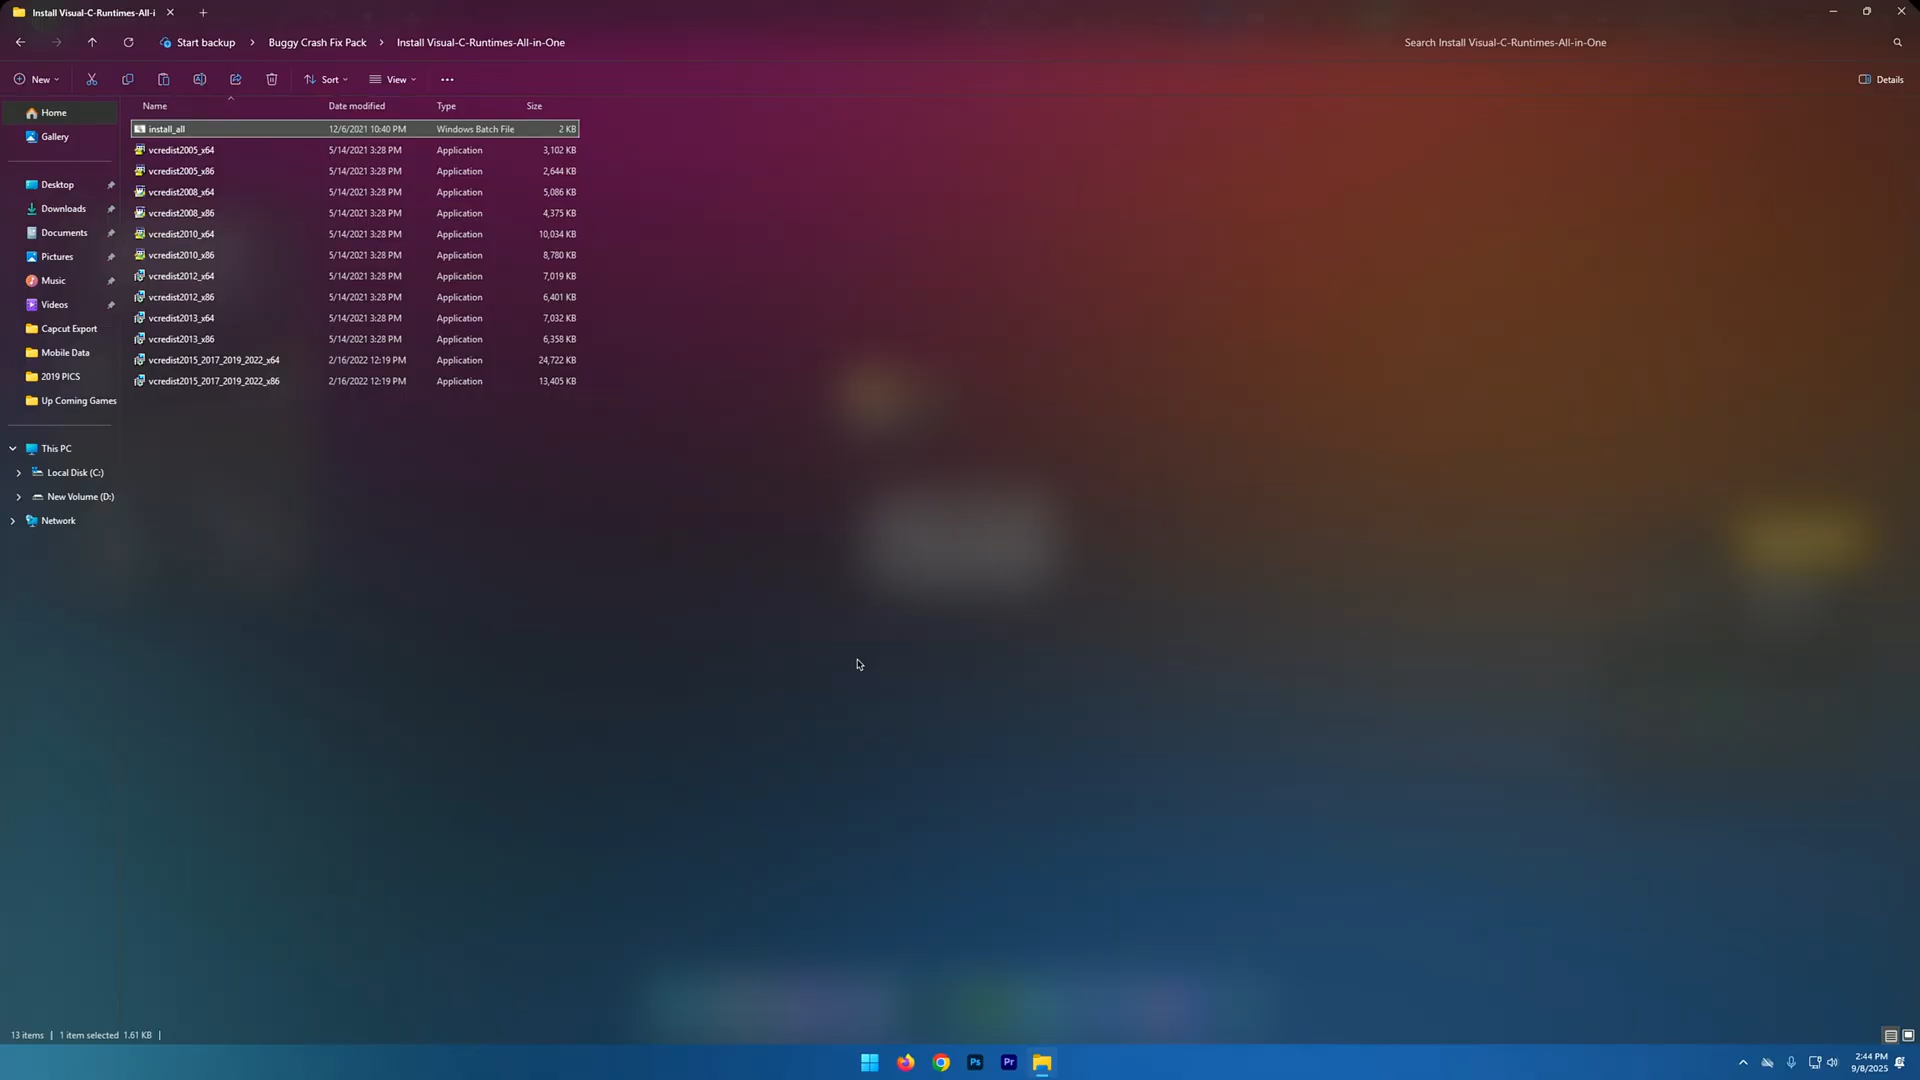 Install Visual-C-Runtimes-All-i
Start backup
Buggy Crash Fix Pack
Install Visual-C-Runtimes-All-in-One
Search Install Visual-C-Runtimes-All-in-One
New
Sort
View
Details
Home
Gallery
Desktop
Downloads
Documents
Pictures
Music
Videos
Capcut Export
Mobile Data
2019 PICS
Up Coming Games
This PC
Local Disk (C:)
New Volume (D:)
Network
Name Date modified Type Size
install_all 12/6/2021 10:40 PM Windows Batch File 2 KB
vcredist2005_x64 5/14/2021 3:28 PM Application 3,102 KB
vcredist2005_x86 5/14/2021 3:28 PM Application 2,644 KB
vcredist2008_x64 5/14/2021 3:28 PM Application 5,086 KB
vcredist2008_x86 5/14/2021 3:28 PM Application 4,375 KB
vcredist2010_x64 5/14/2021 3:28 PM Application 10,034 KB
vcredist2010_x86 5/14/2021 3:28 PM Application 8,780 KB
vcredist2012_x64 5/14/2021 3:28 PM Application 7,019 KB
vcredist2012_x86 5/14/2021 3:28 PM Application 6,401 KB
vcredist2013_x64 5/14/2021 3:28 PM Application 7,032 KB
vcredist2013_x86 5/14/2021 3:28 PM Application 6,358 KB
vcredist2015_2017_2019_2022_x64 2/16/2022 12:19 PM Application 24,722 KB
vcredist2015_2017_2019_2022_x86 2/16/2022 12:19 PM Application 13,405 KB
13 items | 1 item selected 1.61 KB |
Ps
Pr
2:44 PM
9/8/2025